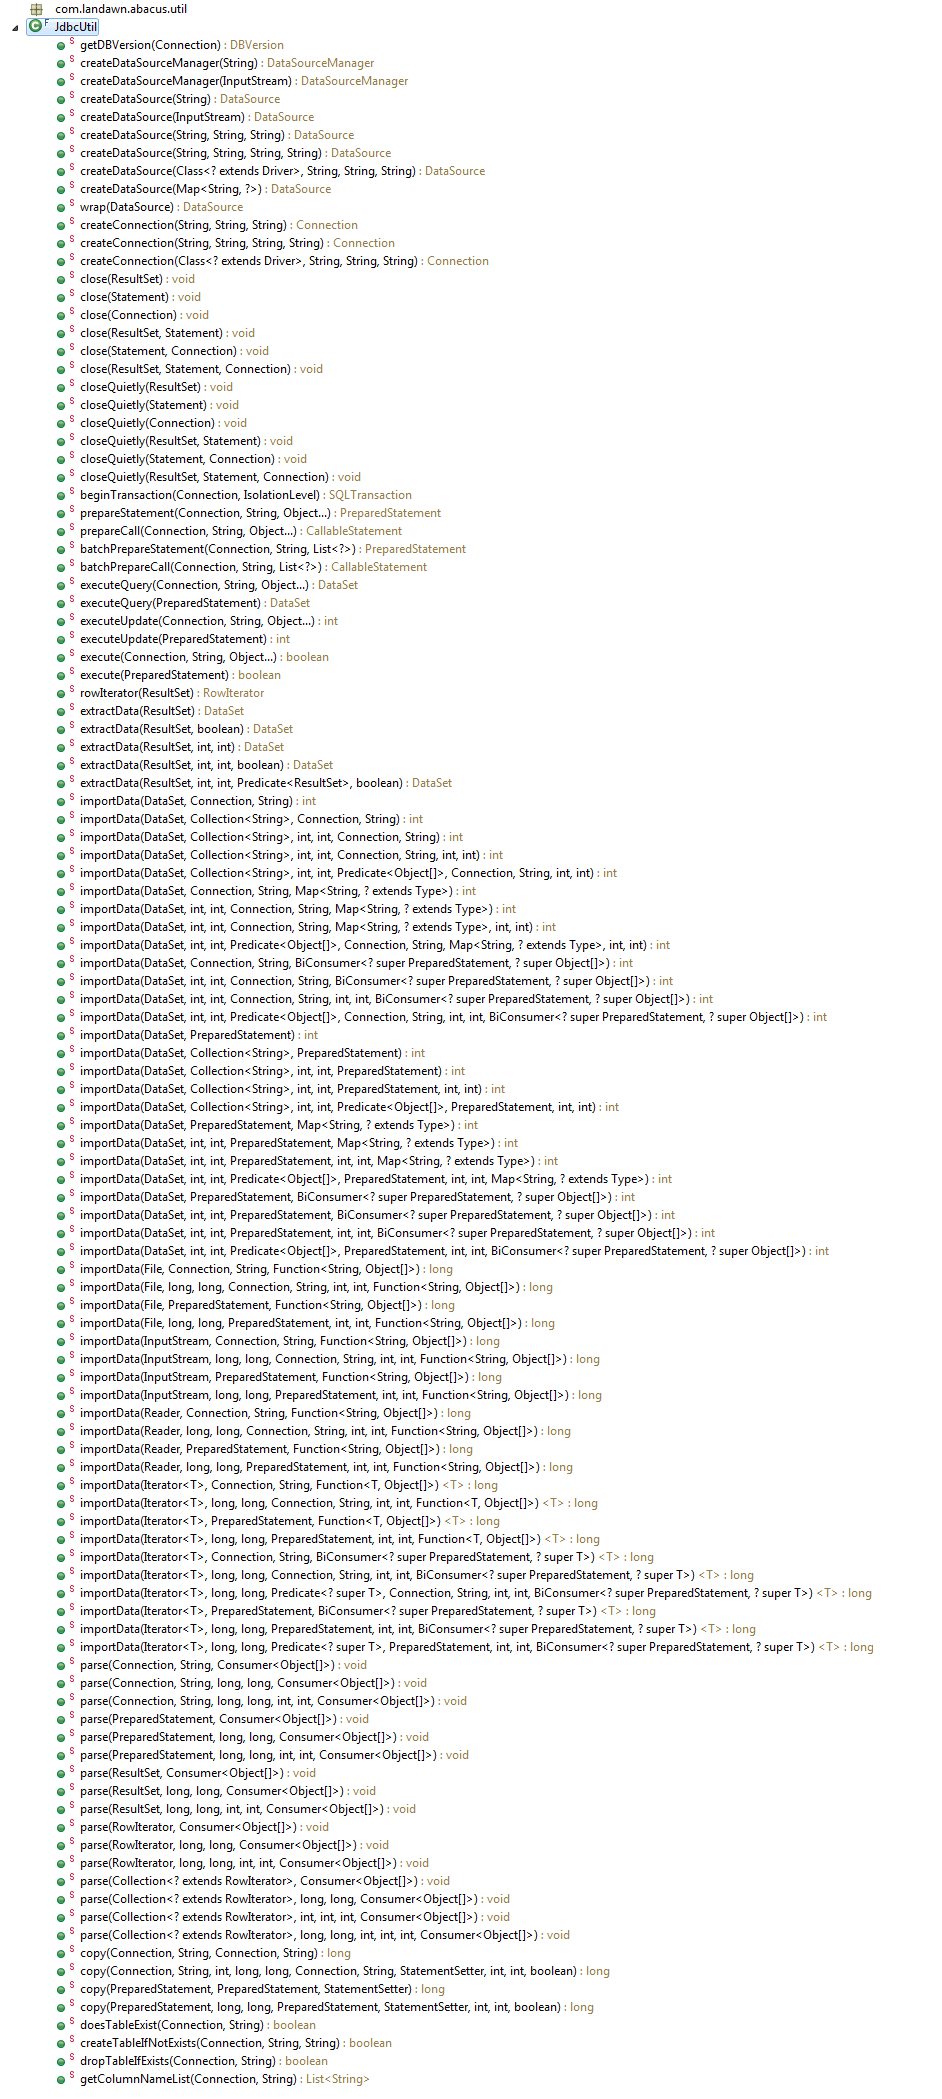 com.landawn.abacus.util
JdbcUtil
getDBVersion(Connection) : DBVersion
createDataSourceManager(String) : DataSourceManager
createDataSourceManager(InputStream) : DataSourceManager
createDataSource(String) : DataSource
createDataSource(InputStream) : DataSource
createDataSource(String, String, String) : DataSource
createDataSource(String, String, String, String) : DataSource
createDataSource(Class<? extends Driver>, String, String, String) : DataSource
createDataSource(Map<String, ?>) : DataSource
wrap(DataSource) : DataSource
createConnection(String, String, String) : Connection
createConnection(String, String, String, String) : Connection
createConnection(Class<? extends Driver>, String, String, String) : Connection
close(ResultSet) : void
close(Statement) : void
close(Connection) : void
close(ResultSet, Statement) : void
close(Statement, Connection) : void
close(ResultSet, Statement, Connection) : void
closeQuietly(ResultSet) : void
closeQuietly(Statement) : void
closeQuietly(Connection) : void
closeQuietly(ResultSet, Statement) : void
closeQuietly(Statement, Connection) : void
closeQuietly(ResultSet, Statement, Connection) : void
beginTransaction(Connection, IsolationLevel) : SQLTransaction
prepareStatement(Connection, String, Object...) : PreparedStatement
prepareCall(Connection, String, Object...) : CallableStatement
batchPrepareStatement(Connection, String, List<?>) : PreparedStatement
batchPrepareCall(Connection, String, List<?>) : CallableStatement
executeQuery(Connection, String, Object...) : DataSet
executeQuery(PreparedStatement) : DataSet
executeUpdate(Connection, String, Object...) : int
executeUpdate(PreparedStatement) : int
execute(Connection, String, Object...) : boolean
execute(PreparedStatement) : boolean
rowIterator(ResultSet) : RowIterator
extractData(ResultSet) : DataSet
extractData(ResultSet, boolean) : DataSet
extractData(ResultSet, int, int) : DataSet
extractData(ResultSet, int, int, boolean) : DataSet
extractData(ResultSet, int, int, Predicate<ResultSet>, boolean) : DataSet
importData(DataSet, Connection, String) : int
importData(DataSet, Collection<String>, Connection, String) : int
importData(DataSet, Collection<String>, int, int, Connection, String) : int
importData(DataSet, Collection<String>, int, int, Connection, String, int, int) : int
importData(DataSet, Collection<String>, int, int, Predicate<Object[]>, Connection, String, int, int) : int
importData(DataSet, Connection, String, Map<String, ? extends Type>) : int
importData(DataSet, int, int, Connection, String, Map<String, ? extends Type>) : int
importData(DataSet, int, int, Connection, String, Map<String, ? extends Type>, int, int) : int
importData(DataSet, int, int, Predicate<Object[]>, Connection, String, Map<String, ? extends Type>, int, int) : int
importData(DataSet, Connection, String, BiConsumer<? super PreparedStatement, ? super Object[]>) : int
importData(DataSet, int, int, Connection, String, BiConsumer<? super PreparedStatement, ? super Object[]>) : int
importData(DataSet, int, int, Connection, String, int, int, BiConsumer<? super PreparedStatement, ? super Object[]>) : int
importData(DataSet, int, int, Predicate<Object[]>, Connection, String, int, int, BiConsumer<? super PreparedStatement, ? super Object[]>) : int
importData(DataSet, PreparedStatement) : int
importData(DataSet, Collection<String>, PreparedStatement) : int
importData(DataSet, Collection<String>, int, int, PreparedStatement) : int
importData(DataSet, Collection<String>, int, int, PreparedStatement, int, int) : int
importData(DataSet, Collection<String>, int, int, Predicate<Object[]>, PreparedStatement, int, int) : int
importData(DataSet, PreparedStatement, Map<String, ? extends Type>) : int
importData(DataSet, int, int, PreparedStatement, Map<String, ? extends Type>) : int
importData(DataSet, int, int, PreparedStatement, int, int, Map<String, ? extends Type>) : int
importData(DataSet, int, int, Predicate<Object[]>, PreparedStatement, int, int, Map<String, ? extends Type>) : int
importData(DataSet, PreparedStatement, BiConsumer<? super PreparedStatement, ? super Object[]>) : int
importData(DataSet, int, int, PreparedStatement, BiConsumer<? super PreparedStatement, ? super Object[]>) : int
importData(DataSet, int, int, PreparedStatement, int, int, BiConsumer<? super PreparedStatement, ? super Object[]>) : int
importData(DataSet, int, int, Predicate<Object[]>, PreparedStatement, int, int, BiConsumer<? super PreparedStatement, ? super Object[]>) : int
importData(File, Connection, String, Function<String, Object[]>) : long
importData(File, long, long, Connection, String, int, int, Function<String, Object[]>) : long
importData(File, PreparedStatement, Function<String, Object[]>) : long
importData(File, long, long, PreparedStatement, int, int, Function<String, Object[]>) : long
importData(InputStream, Connection, String, Function<String, Object[]>) : long
importData(InputStream, long, long, Connection, String, int, int, Function<String, Object[]>) : long
importData(InputStream, PreparedStatement, Function<String, Object[]>) : long
importData(InputStream, long, long, PreparedStatement, int, int, Function<String, Object[]>) : long
importData(Reader, Connection, String, Function<String, Object[]>) : long
importData(Reader, long, long, Connection, String, int, int, Function<String, Object[]>) : long
importData(Reader, PreparedStatement, Function<String, Object[]>) : long
importData(Reader, long, long, PreparedStatement, int, int, Function<String, Object[]>) : long
importData(Iterator<T>, Connection, String, Function<T, Object[]>) <T> : long
importData(Iterator<T>, long, long, Connection, String, int, int, Function<T, Object[]>) <T> : long
importData(Iterator<T>, PreparedStatement, Function<T, Object[]>) <T> : long
importData(Iterator<T>, long, long, PreparedStatement, int, int, Function<T, Object[]>) <T> : long
importData(Iterator<T>, Connection, String, BiConsumer<? super PreparedStatement, ? super T>) <T> : long
importData(Iterator<T>, long, long, Connection, String, int, int, BiConsumer<? super PreparedStatement, ? super T>) <T> : long
importData(Iterator<T>, long, long, Predicate<? super T>, Connection, String, int, int, BiConsumer<? super PreparedStatement, ? super T>) <T> : long
importData(Iterator<T>, PreparedStatement, BiConsumer<? super PreparedStatement, ? super T>) <T> : long
importData(Iterator<T>, long, long, PreparedStatement, int, int, BiConsumer<? super PreparedStatement, ? super T>) <T> : long
importData(Iterator<T>, long, long, Predicate<? super T>, PreparedStatement, int, int, BiConsumer<? super PreparedStatement, ? super T>) <T> : long
parse(Connection, String, Consumer<Object[]>) : void
parse(Connection, String, long, long, Consumer<Object[]>) : void
parse(Connection, String, long, long, int, int, Consumer<Object[]>) : void
parse(PreparedStatement, Consumer<Object[]>) : void
parse(PreparedStatement, long, long, Consumer<Object[]>) : void
parse(PreparedStatement, long, long, int, int, Consumer<Object[]>) : void
parse(ResultSet, Consumer<Object[]>) : void
parse(ResultSet, long, long, Consumer<Object[]>) : void
parse(ResultSet, long, long, int, int, Consumer<Object[]>) : void
parse(RowIterator, Consumer<Object[]>) : void
parse(RowIterator, long, long, Consumer<Object[]>) : void
parse(RowIterator, long, long, int, int, Consumer<Object[]>) : void
parse(Collection<? extends RowIterator>, Consumer<Object[]>) : void
parse(Collection<? extends RowIterator>, long, long, Consumer<Object[]>) : void
parse(Collection<? extends RowIterator>, int, int, int, Consumer<Object[]>) : void
parse(Collection<? extends RowIterator>, long, long, int, int, int, Consumer<Object[]>) : void
copy(Connection, String, Connection, String) : long
copy(Connection, String, int, long, long, Connection, String, StatementSetter, int, int, boolean) : long
copy(PreparedStatement, PreparedStatement, StatementSetter) : long
copy(PreparedStatement, long, long, PreparedStatement, StatementSetter, int, int, boolean) : long
doesTableExist(Connection, String) : boolean
createTableIfNotExists(Connection, String, String) : boolean
dropTableIfExists(Connection, String) : boolean
getColumnNameList(Connection, String) : List<String>